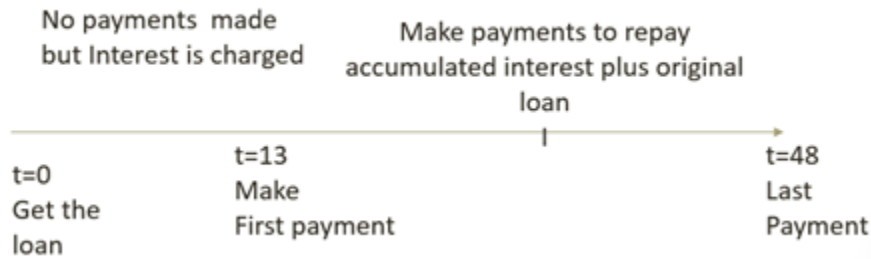 No payments made
but Interest is charged
Make payments to repay
accumulated interest plus original
loan
t=0
Get the
loan
t=13
Make
First payment
t=48
Last
Payment